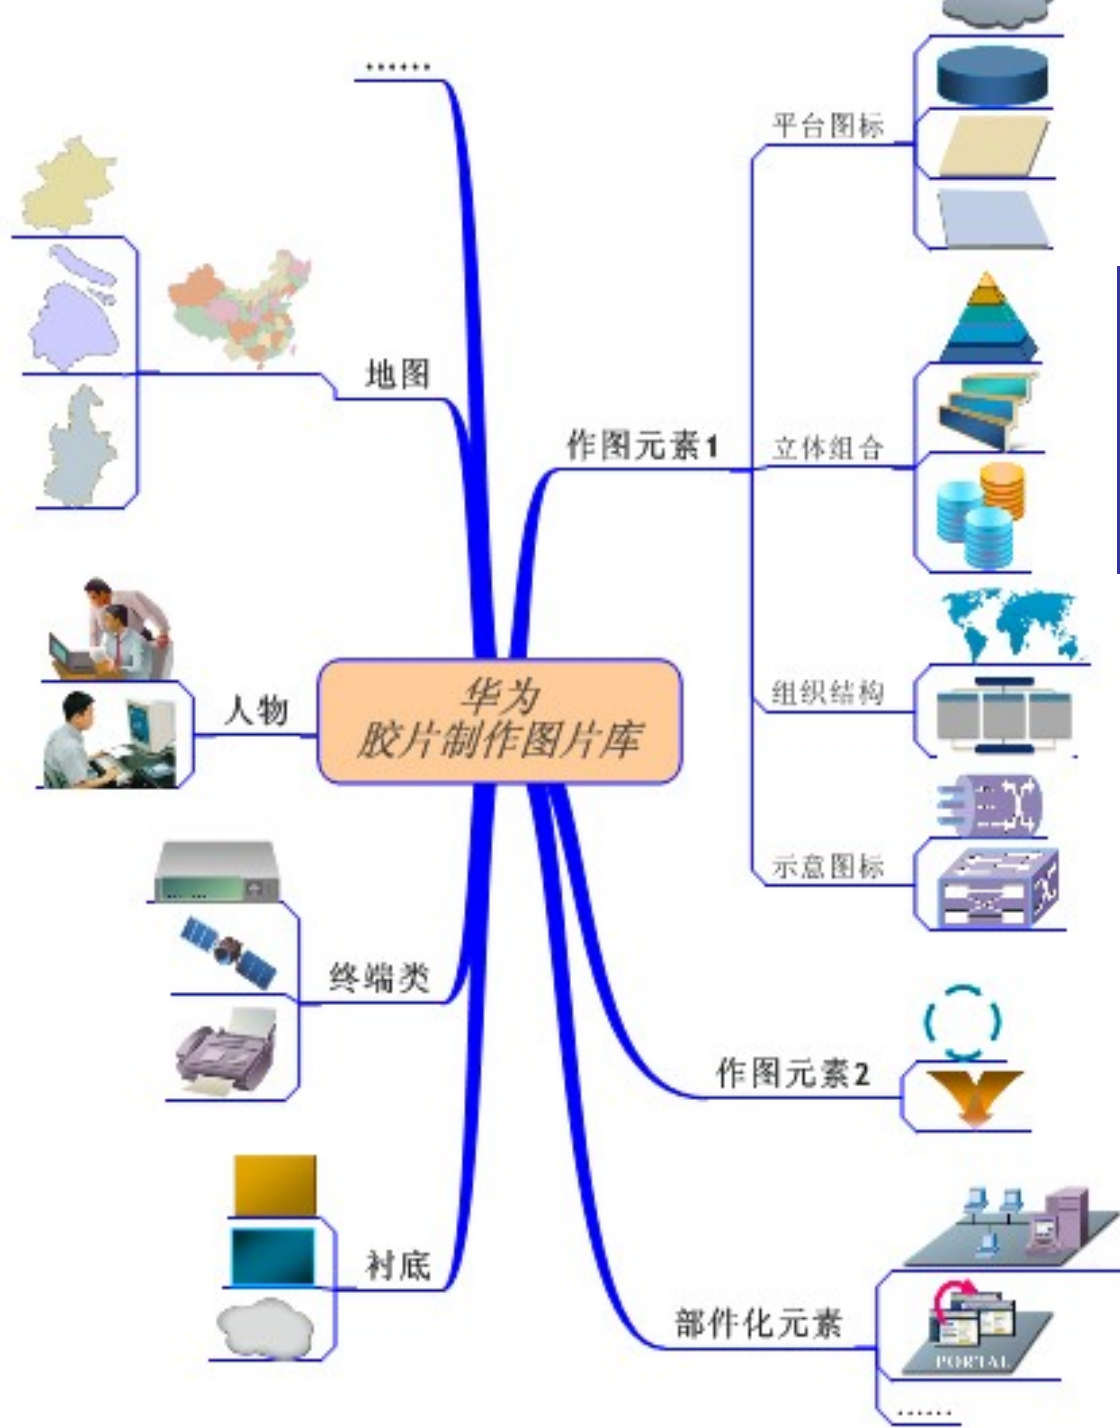 ……
平台图标
地图
作图元素1
立体组合
组织结构
人物
华为
胶片制作图片库
示意图标
终端类
作图元素2
衬底
部件化元素
PORTAL
……